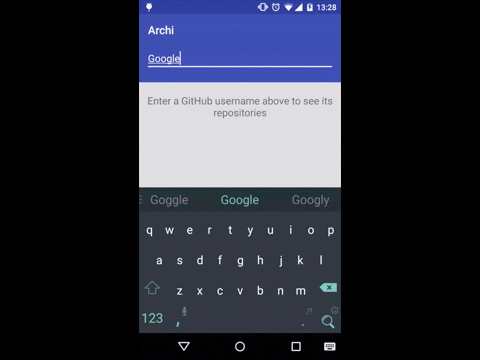 13:28
Archi
Google
Enter a GitHub username above to see its
repositories
Goggle Google Googly
q w e r t y u i o p
a s d f g h j k l
z x c v b n m
123 , . ,!?